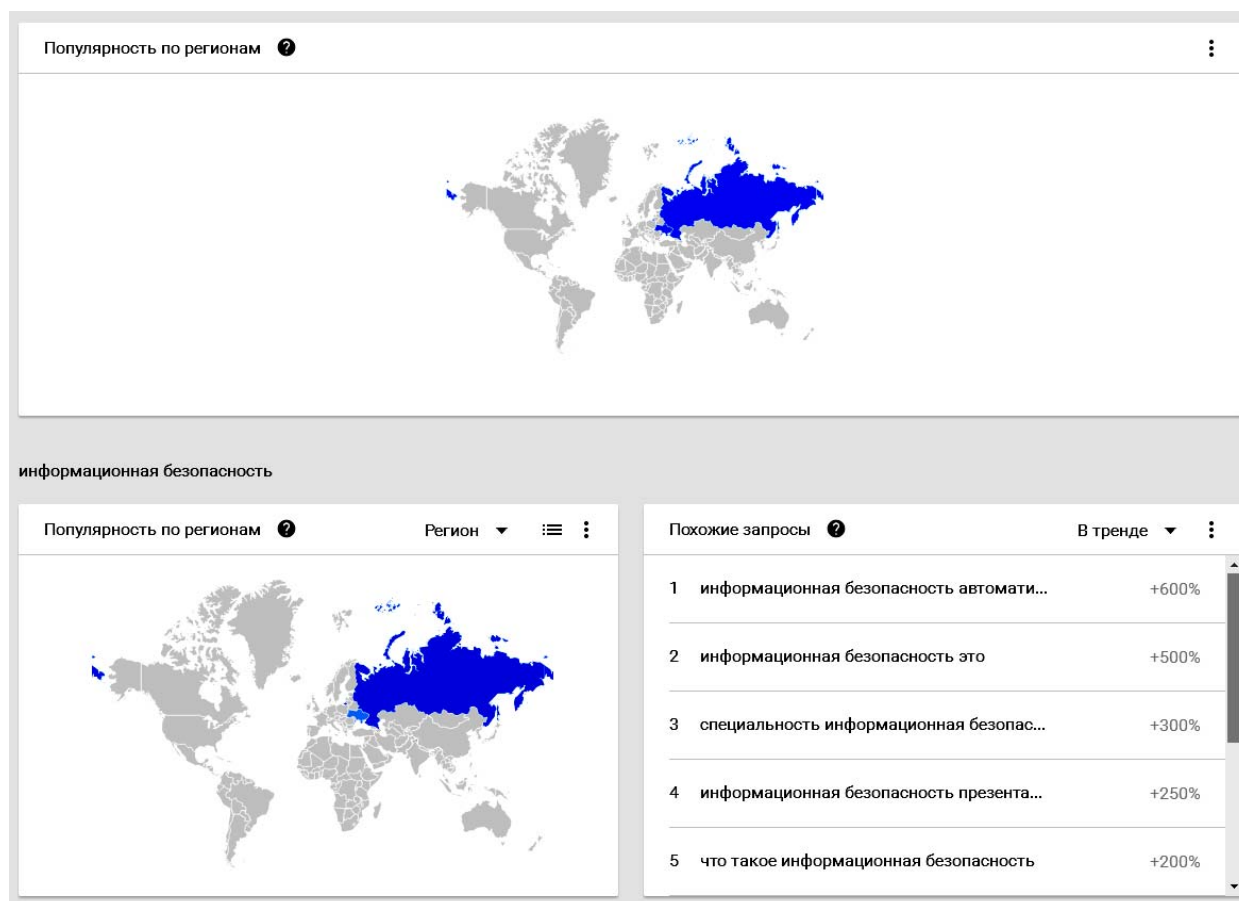 Популярность по регионам
информационная безопасность
Популярность по регионам Регион
Похожие запросы В тренде
1 информационная безопасность автомати... +600%
2 информационная безопасность это +500%
3 специальность информационная безопас... +300%
4 информационная безопасность презента... +250%
5 что такое информационная безопасность +200%